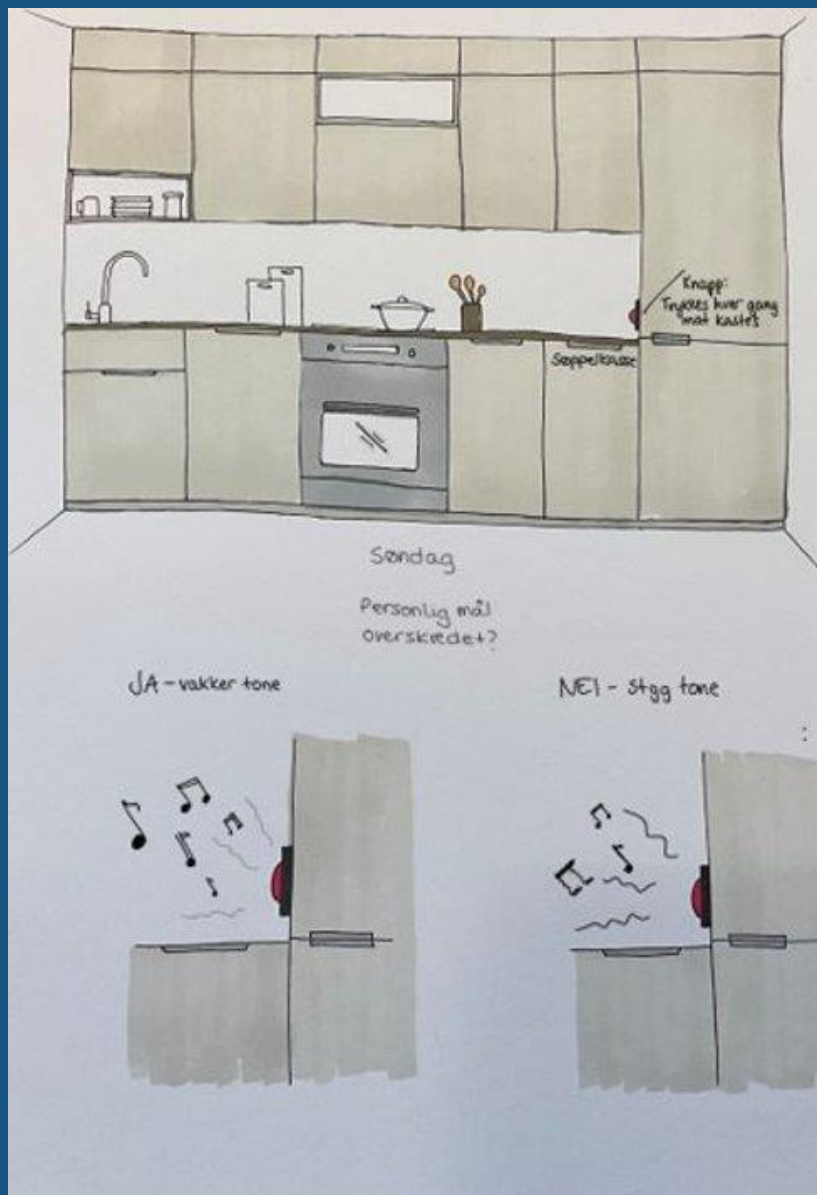 Knapp:
Trykkes hver gang
mat kastes
Søppelkasse
Søndag
Personlig mål
overskredet?
JA - vakker tone
NEI - stygg tone
: